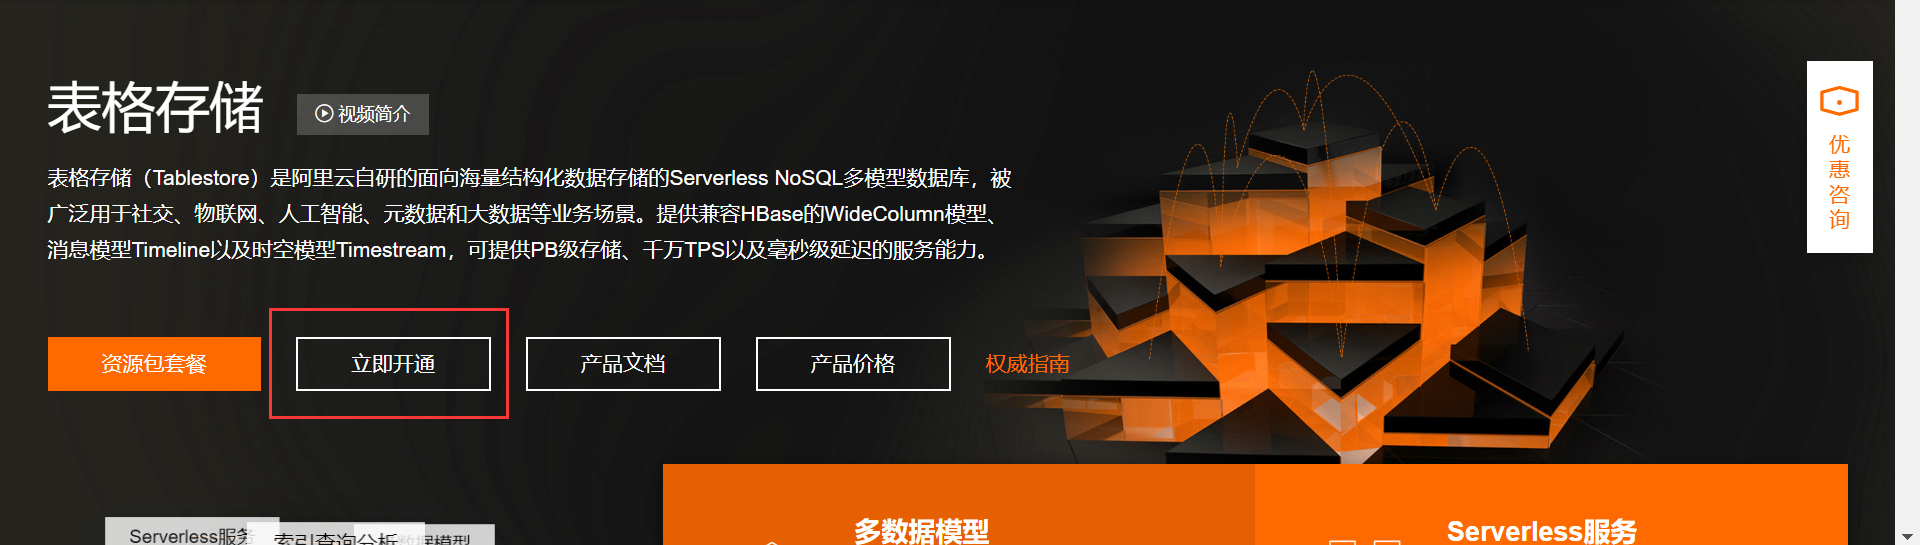 表格存储
视频简介
表格存储（Tablestore）是阿里云自研的面向海量结构化数据存储的Serverless NoSQL多模型数据库，被
广泛用于社交、物联网、人工智能、元数据和大数据等业务场景。提供兼容HBase的WideColumn模型、
消息模型Timeline以及时空模型Timestream，可提供PB级存储、千万TPS以及毫秒级延迟的服务能力。
资源包套餐
立即开通
产品文档
产品价格
权威指南
优惠咨询
多数据模型
Serverless服务
Serverless服务
索引查询分析
数据模型